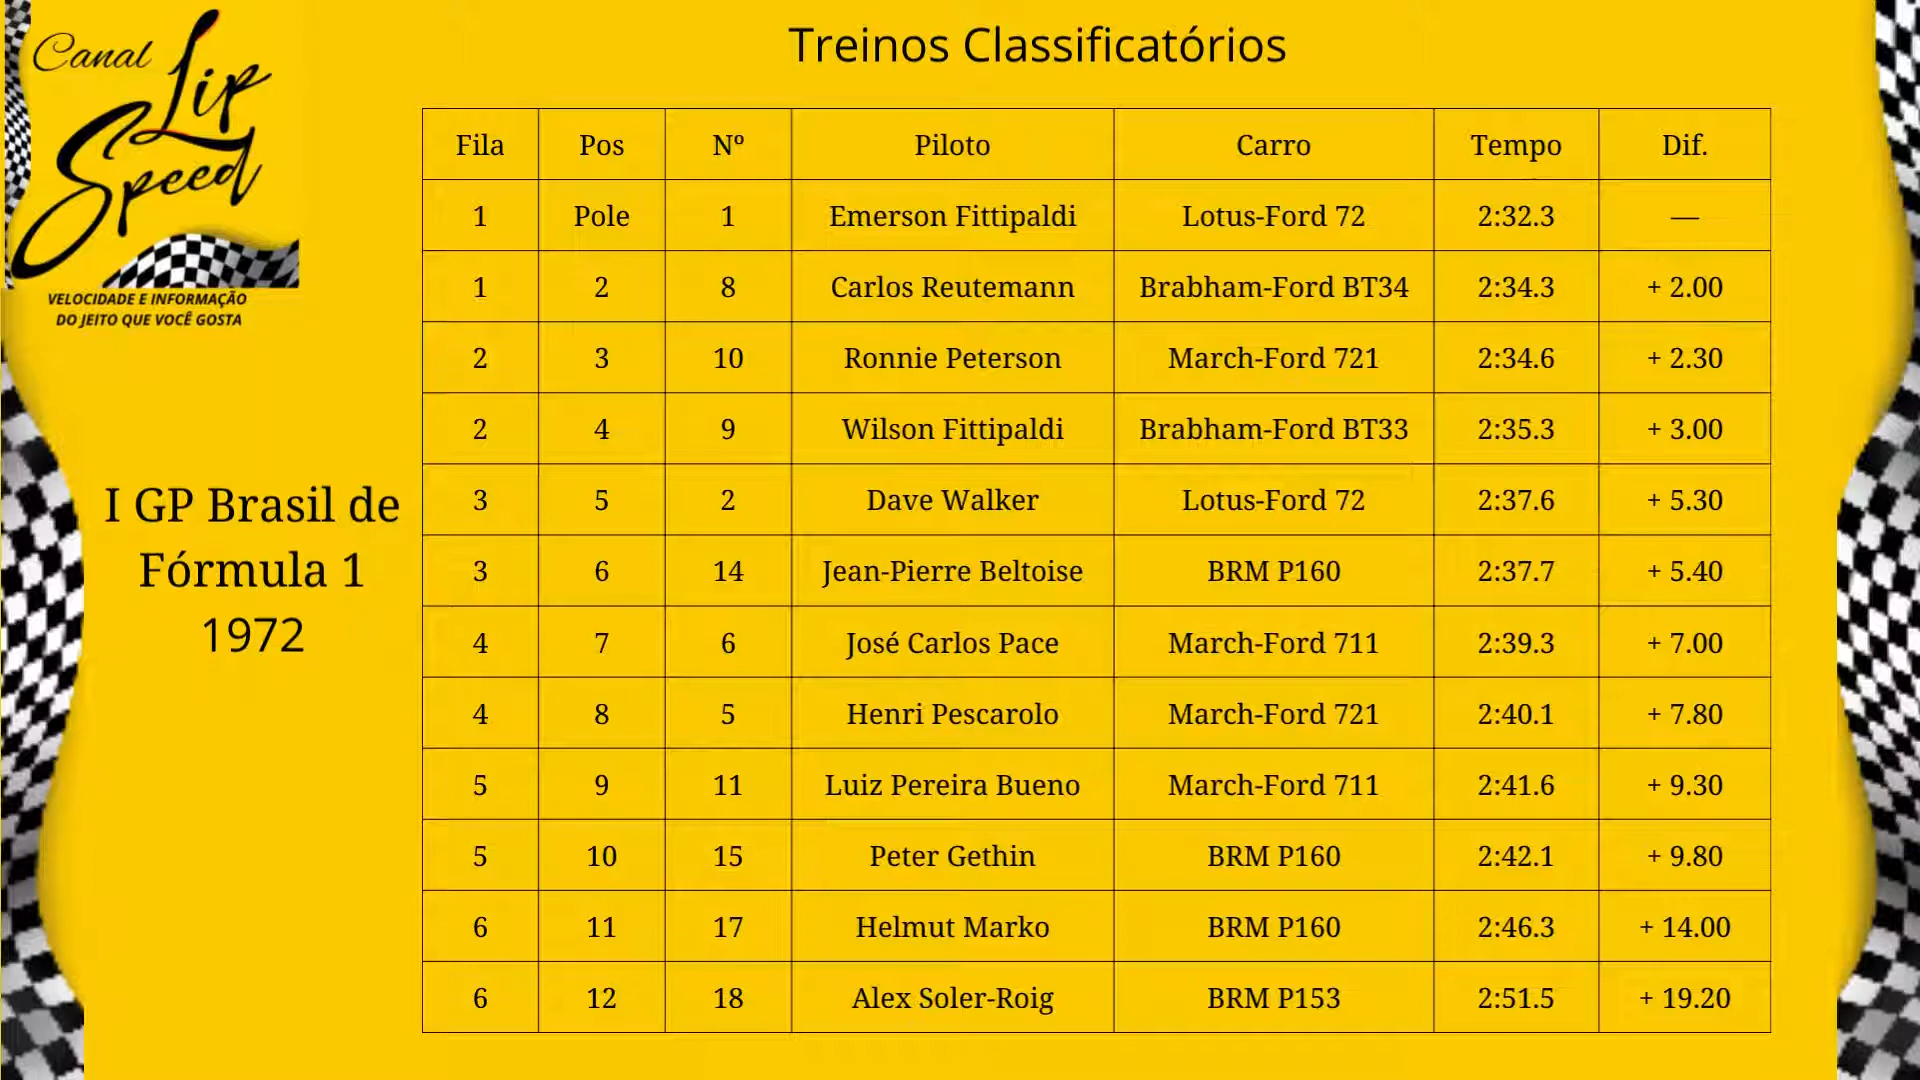 Canal
Lip
Speed
VELOCIDADE E INFORMAÇÃO
DO JEITO QUE VOCÊ GOSTA
I GP Brasil de
Fórmula 1
1972
Treinos Classificatórios
Fila Pos Nº Piloto Carro Tempo Dif.
1 Pole 1 Emerson Fittipaldi Lotus-Ford 72 2:32.3 —
1 2 8 Carlos Reutemann Brabham-Ford BT34 2:34.3 + 2.00
2 3 10 Ronnie Peterson March-Ford 721 2:34.6 + 2.30
2 4 9 Wilson Fittipaldi Brabham-Ford BT33 2:35.3 + 3.00
3 5 2 Dave Walker Lotus-Ford 72 2:37.6 + 5.30
3 6 14 Jean-Pierre Beltoise BRM P160 2:37.7 + 5.40
4 7 6 José Carlos Pace March-Ford 711 2:39.3 + 7.00
4 8 5 Henri Pescarolo March-Ford 721 2:40.1 + 7.80
5 9 11 Luiz Pereira Bueno March-Ford 711 2:41.6 + 9.30
5 10 15 Peter Gethin BRM P160 2:42.1 + 9.80
6 11 17 Helmut Marko BRM P160 2:46.3 + 14.00
6 12 18 Alex Soler-Roig BRM P153 2:51.5 + 19.20